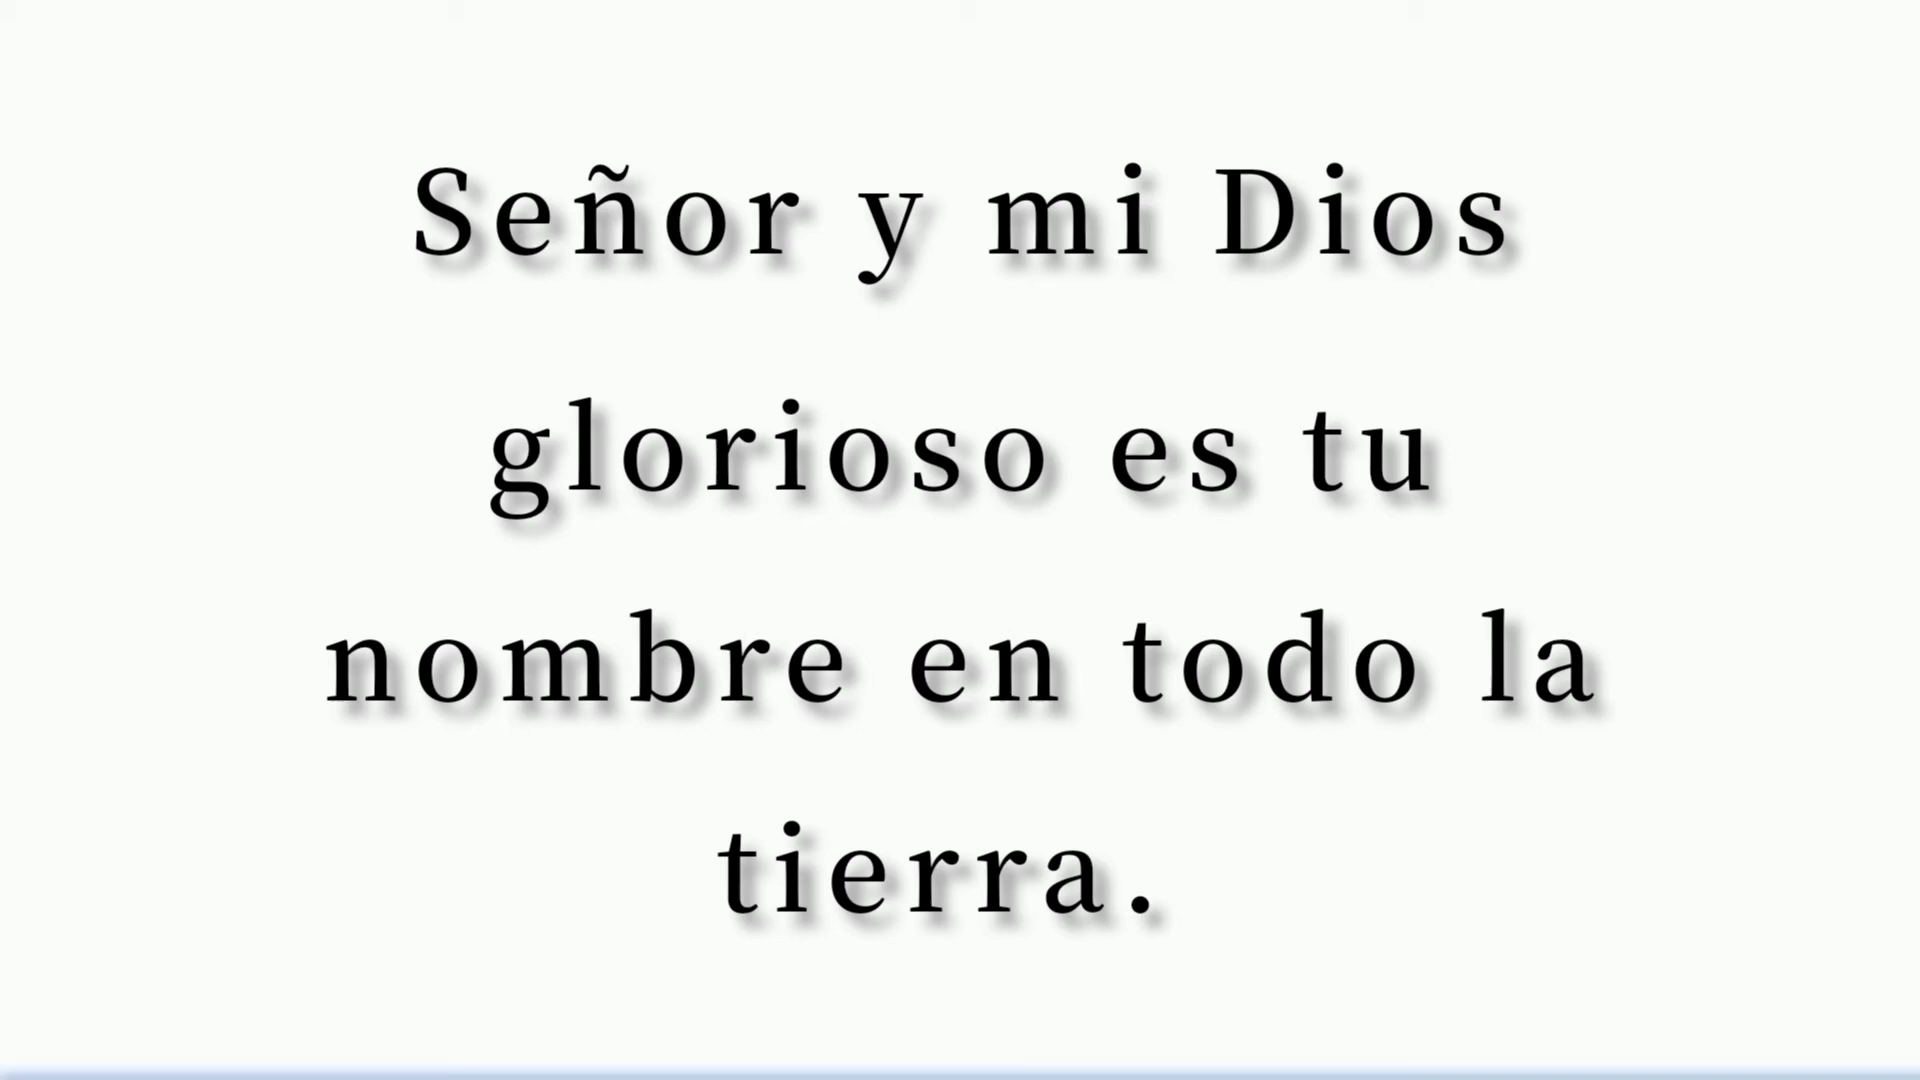 Señor y mi Dios
glorioso es tu
nombre en todo la
tierra.